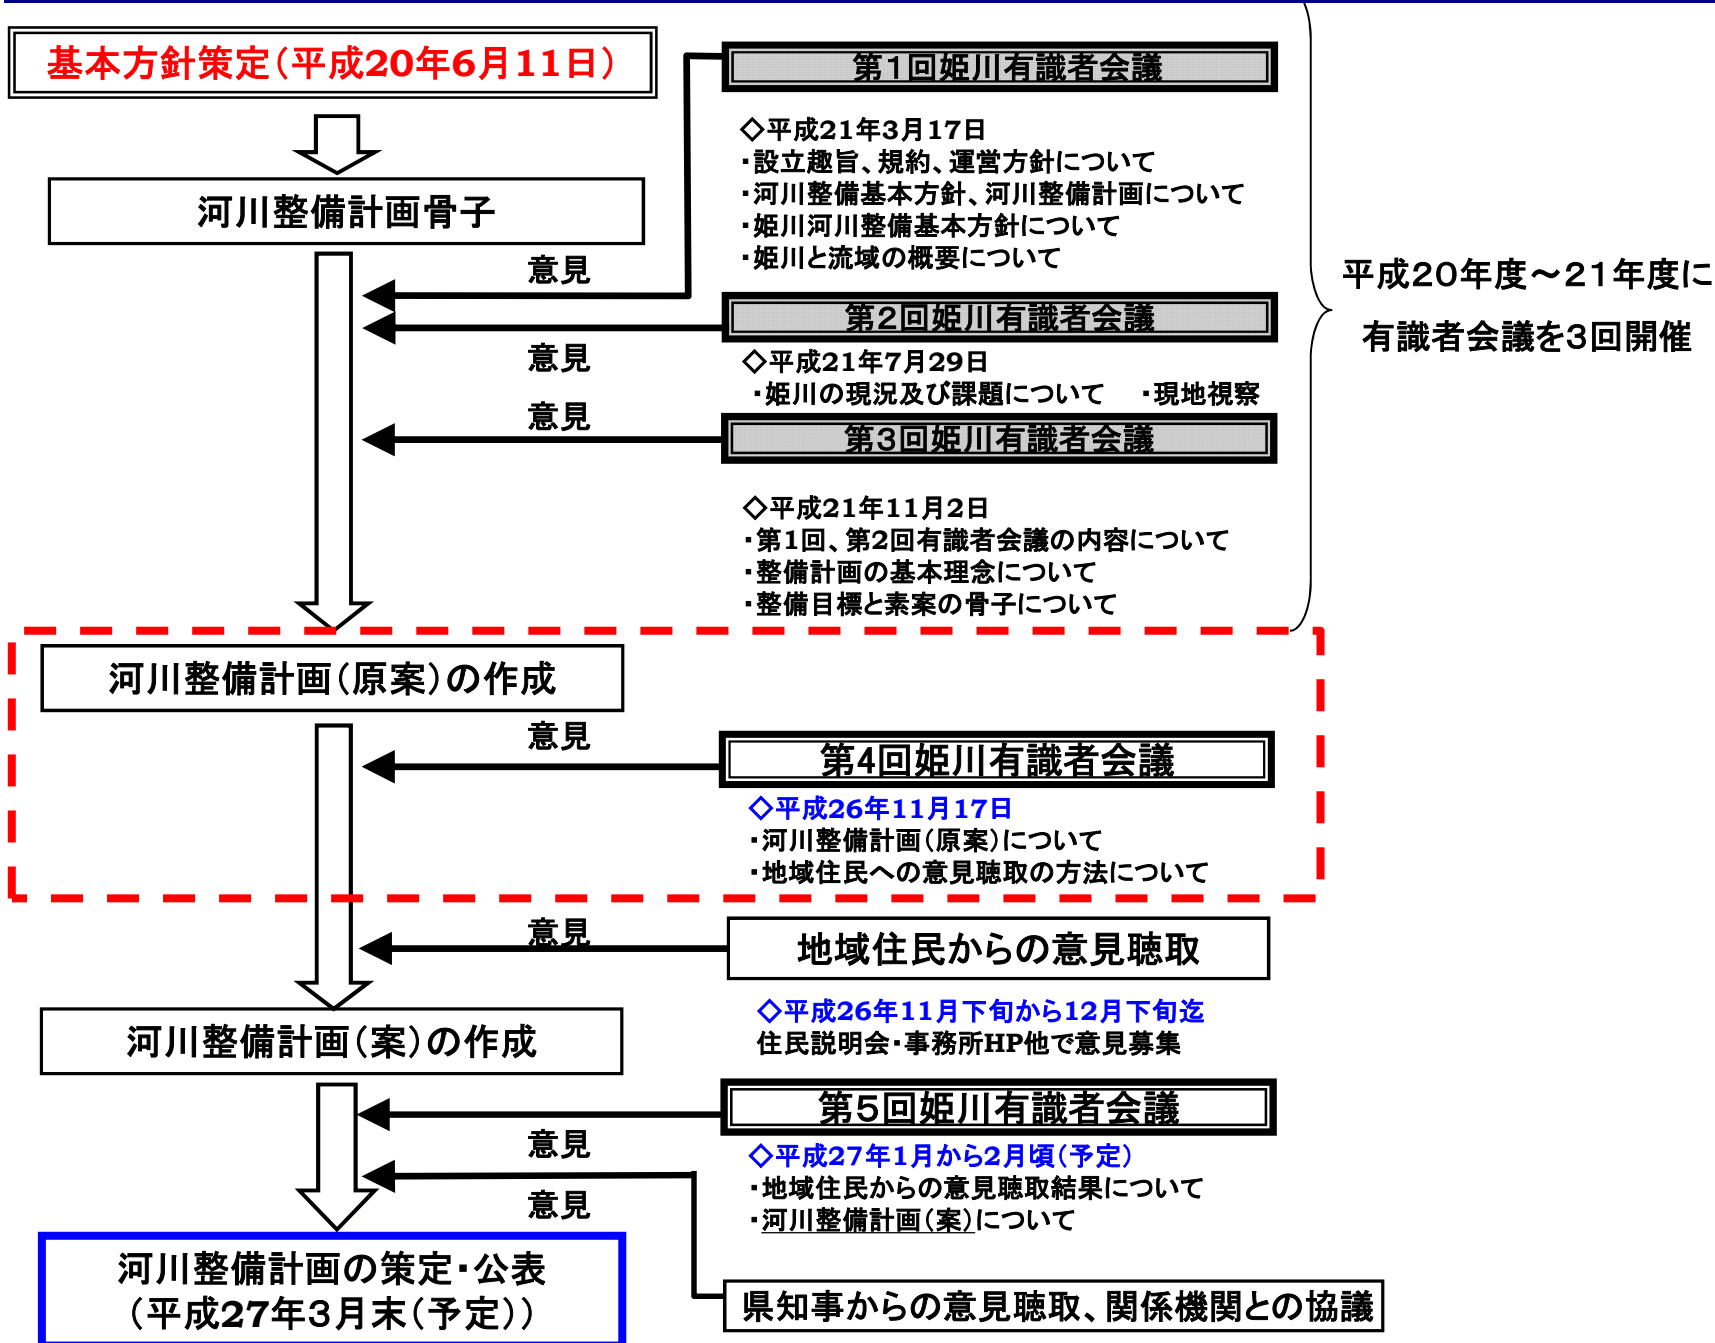 基本方針策定(平成20年6月11日)
第1回姫川有識者会議
◇平成21年3月17日
・設立趣旨、規約、運営方針について
・河川整備基本方針、河川整備計画について
・姫川河川整備基本方針について
・姫川と流域の概要について
河川整備計画骨子
意見
平成20年度～21年度に
有識者会議を3回開催
第2回姫川有識者会議
意見
◇平成21年7月29日
・姫川の現況及び課題について ・現地視察
意見
第3回姫川有識者会議
◇平成21年11月2日
・第1回、第2回有識者会議の内容について
・整備計画の基本理念について
・整備目標と素案の骨子について
河川整備計画(原案)の作成
意見
第4回姫川有識者会議
◇平成26年11月17日
・河川整備計画(原案)について
・地域住民への意見聴取の方法について
意見
地域住民からの意見聴取
◇平成26年11月下旬から12月下旬迄
住民説明会・事務所HP他で意見募集
河川整備計画(案)の作成
第5回姫川有識者会議
意見
◇平成27年1月から2月頃(予定)
・地域住民からの意見聴取結果について
・河川整備計画(案)について
意見
河川整備計画の策定・公表
(平成27年3月末(予定))
県知事からの意見聴取、関係機関との協議